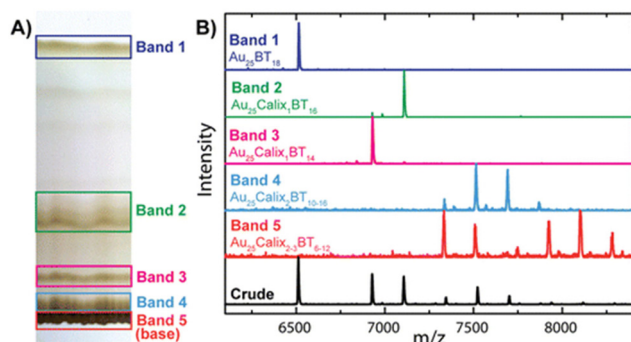 A)
Band 1
Band 2
Band 3
Band 4
Band 5
(base)
B)
Band 1
Au25BT18
Band 2
Au25Calix1BT16
Band 3
Au25Calix1BT14
Band 4
Au25Calix2BT10-16
Band 5
Au25Calix2-3BT6-12
Crude
Intensity
6500 7000 7500 8000
m/z